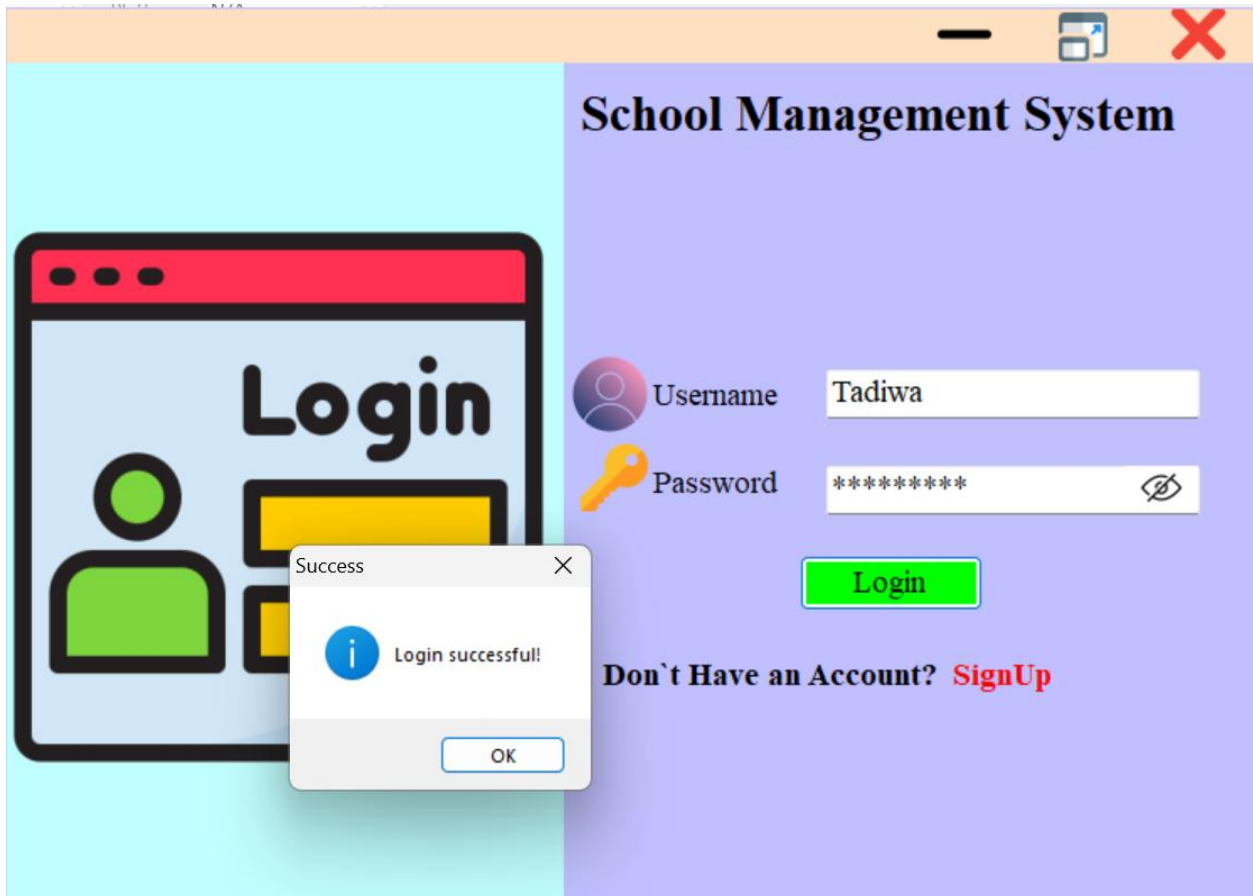 School Management System
Login
Username
Tadiwa
Password
*********
Success
Login successful!
OK
Login
Don`t Have an Account? SignUp